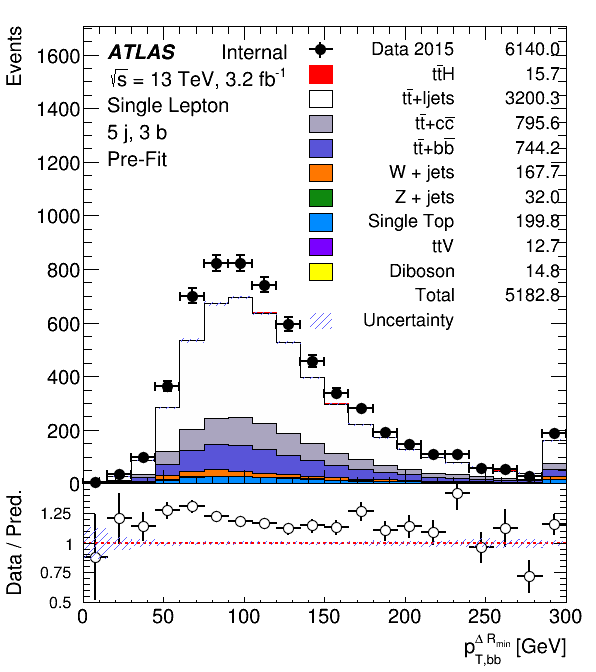 Events
1600
1400
1200
1000
800
600
400
200
0
ATLAS Internal
√s = 13 TeV, 3.2 fb⁻¹
Single Lepton
5 j, 3 b
Pre-Fit
Data 2015 6140.0
tt̄H 15.7
tt̄+ljets 3200.3
tt̄+cc̄ 795.6
tt̄+bb̄ 744.2
W + jets 167.7
Z + jets 32.0
Single Top 199.8
ttV 12.7
Diboson 14.8
Total 5182.8
Uncertainty
Data / Pred.
1.25
1
0.75
0.5
0 50 100 150 200 250 300
p_{T,bb}^{Δ R_{min}} [GeV]